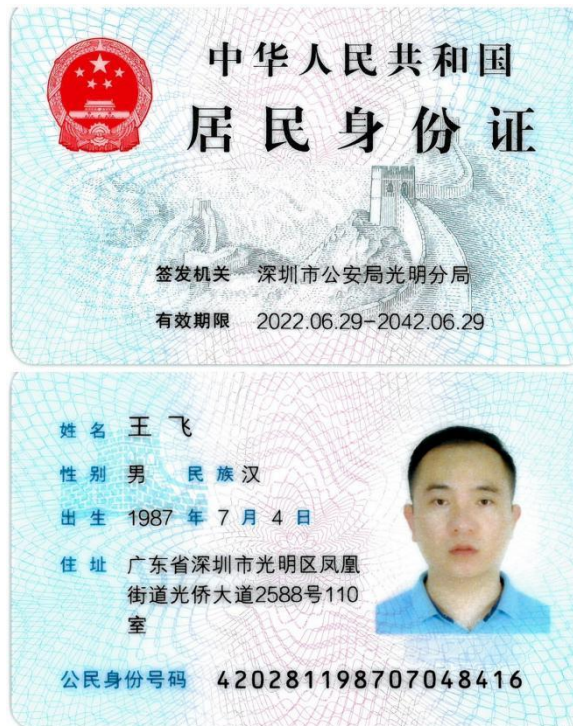 中华人民共和国
居民身份证
签发机关 深圳市公安局光明分局
有效期限 2022.06.29-2042.06.29
姓名 王飞
性别 男 民族 汉
出生 1987 年 7 月 4 日
住址 广东省深圳市光明区凤凰
街道光侨大道2588号110
室
公民身份号码 420281198707048416